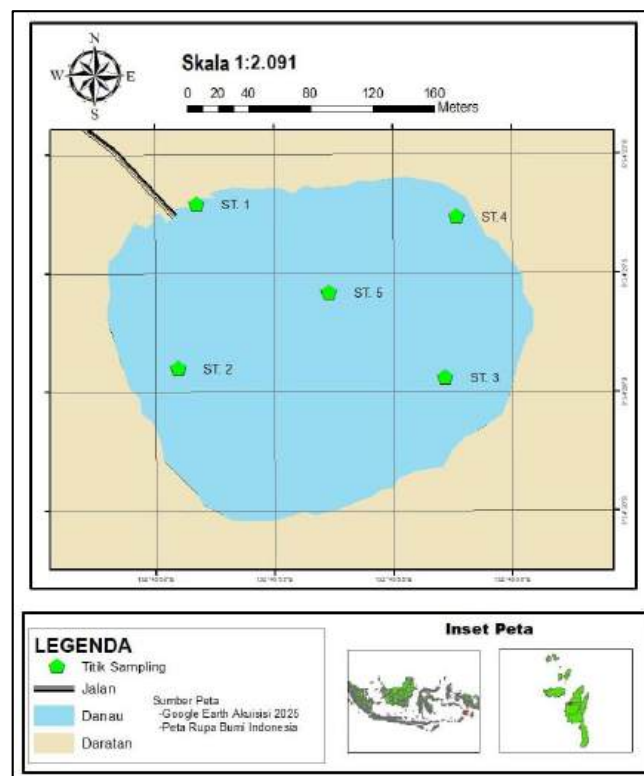 N
W E
S
Skala 1:2.091
0 20 40 80 120 160
Meters
ST. 1
ST.4
ST. 5
ST. 2
ST. 3
LEGENDA
Titik Sampling
Jalan
Danau
Daratan
Sumber Peta
-Google Earth Akuisisi 2025
-Peta Rupa Bumi Indonesia
Inset Peta